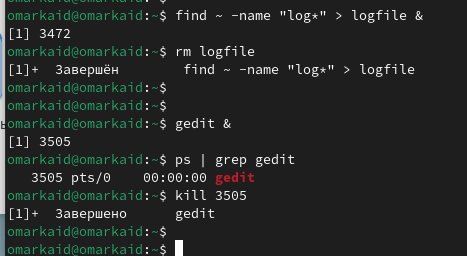 omarkaid@omarkaid:~$ find ~ -name "log*" > logfile &
[1] 3472
omarkaid@omarkaid:~$ rm logfile
[1]+  Завершён        find ~ -name "log*" > logfile
omarkaid@omarkaid:~$
omarkaid@omarkaid:~$
omarkaid@omarkaid:~$ gedit &
[1] 3505
omarkaid@omarkaid:~$ ps | grep gedit
   3505 pts/0    00:00:00 gedit
omarkaid@omarkaid:~$ kill 3505
[1]+  Завершено      gedit
omarkaid@omarkaid:~$
omarkaid@omarkaid:~$